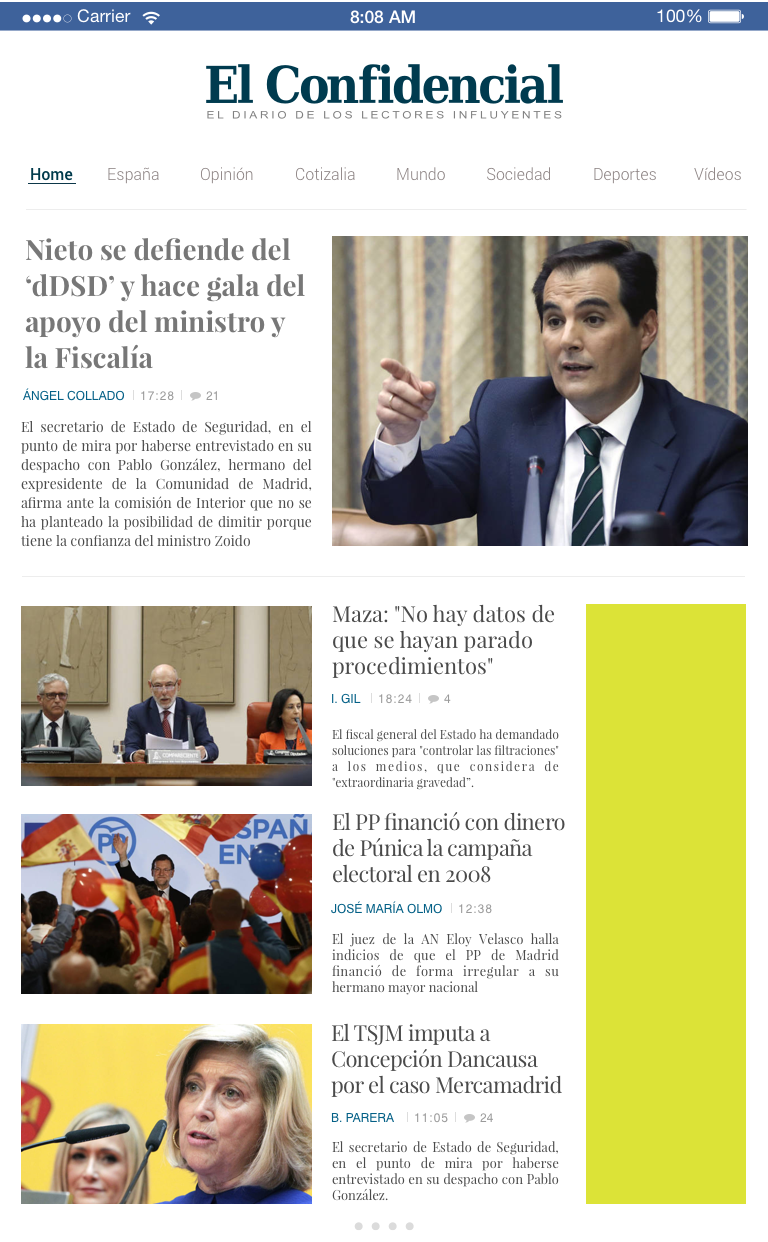 Carrier 8:08 AM 100%
El Confidencial
EL DIARIO DE LOS LECTORES INFLUYENTES
Home España Opinión Cotizalia Mundo Sociedad Deportes Vídeos
Nieto se defiende del
‘dDSD’ y hace gala del
apoyo del ministro y
la Fiscalía
ÁNGEL COLLADO 17:28 21
El secretario de Estado de Seguridad, en el
punto de mira por haberse entrevistado en su
despacho con Pablo González, hermano del
expresidente de la Comunidad de Madrid,
afirma ante la comisión de Interior que no se
ha planteado la posibilidad de dimitir porque
tiene la confianza del ministro Zoido
Maza: "No hay datos de
que se hayan parado
procedimientos"
I. GIL 18:24 4
El fiscal general del Estado ha demandado
soluciones para "controlar las filtraciones"
a los medios, que considera de
"extraordinaria gravedad”.
COMPARECIENTE
El PP financió con dinero
de Púnica la campaña
electoral en 2008
JOSÉ MARÍA OLMO 12:38
El juez de la AN Eloy Velasco halla
indicios de que el PP de Madrid
financió de forma irregular a su
hermano mayor nacional
PP
ESPAÑ
EN
El TSJM imputa a
Concepción Dancausa
por el caso Mercamadrid
B. PARERA 11:05 24
El secretario de Estado de Seguridad,
en el punto de mira por haberse
entrevistado en su despacho con Pablo
González.